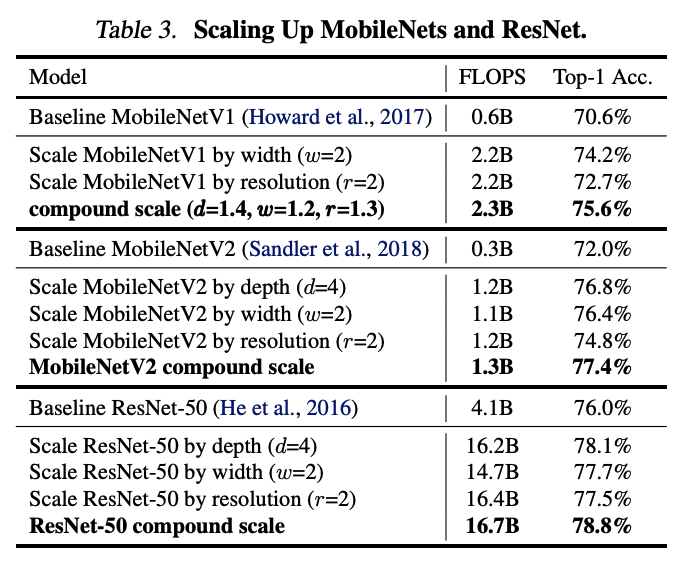 Table 3. Scaling Up MobileNets and ResNet.
Model FLOPS Top-1 Acc.
Baseline MobileNetV1 (Howard et al., 2017) 0.6B 70.6%
Scale MobileNetV1 by width (w=2) 2.2B 74.2%
Scale MobileNetV1 by resolution (r=2) 2.2B 72.7%
compound scale (d=1.4, w=1.2, r=1.3) 2.3B 75.6%
Baseline MobileNetV2 (Sandler et al., 2018) 0.3B 72.0%
Scale MobileNetV2 by depth (d=4) 1.2B 76.8%
Scale MobileNetV2 by width (w=2) 1.1B 76.4%
Scale MobileNetV2 by resolution (r=2) 1.2B 74.8%
MobileNetV2 compound scale 1.3B 77.4%
Baseline ResNet-50 (He et al., 2016) 4.1B 76.0%
Scale ResNet-50 by depth (d=4) 16.2B 78.1%
Scale ResNet-50 by width (w=2) 14.7B 77.7%
Scale ResNet-50 by resolution (r=2) 16.4B 77.5%
ResNet-50 compound scale 16.7B 78.8%